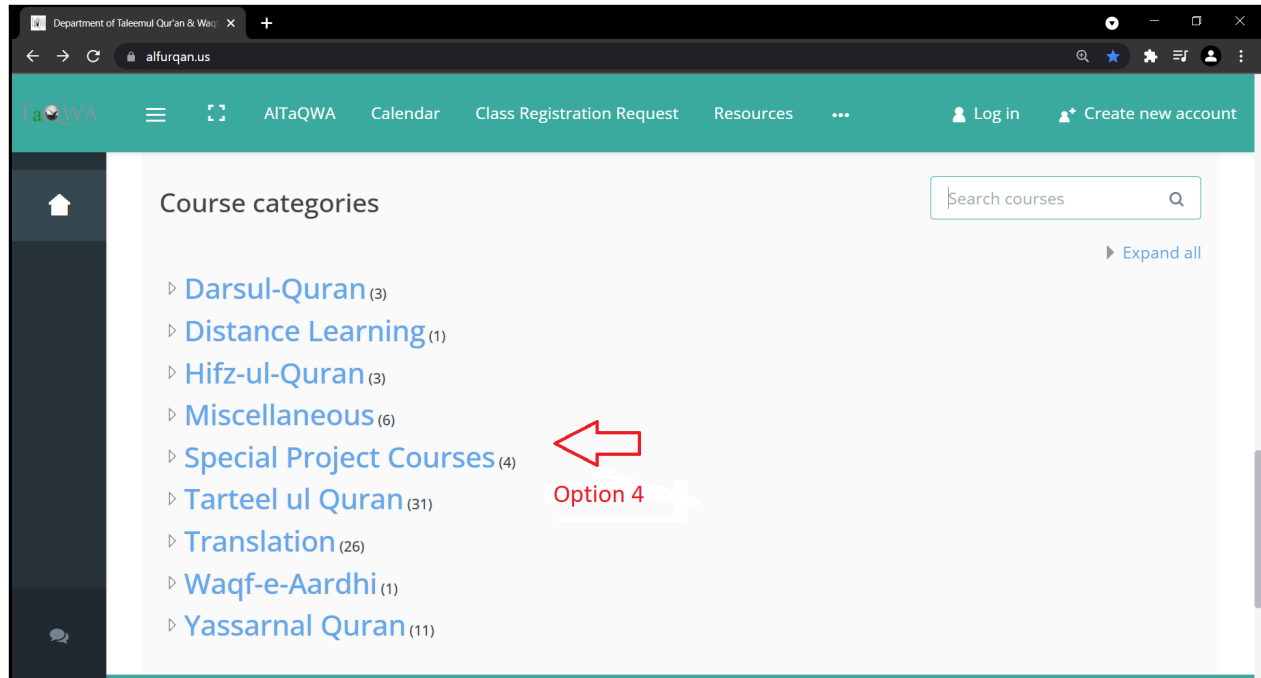 Department of Taleemul Qur'an & Waq
alfurqan.us
TaQWA
AlTaQWA Calendar Class Registration Request Resources ••• Log in Create new account
Course categories
Search courses
Expand all
Darsul-Quran (3)
Distance Learning (1)
Hifz-ul-Quran (3)
Miscellaneous (6)
Special Project Courses (4)
Option 4
Tarteel ul Quran (31)
Translation (26)
Waqf-e-Aardhi (1)
Yassarnal Quran (11)